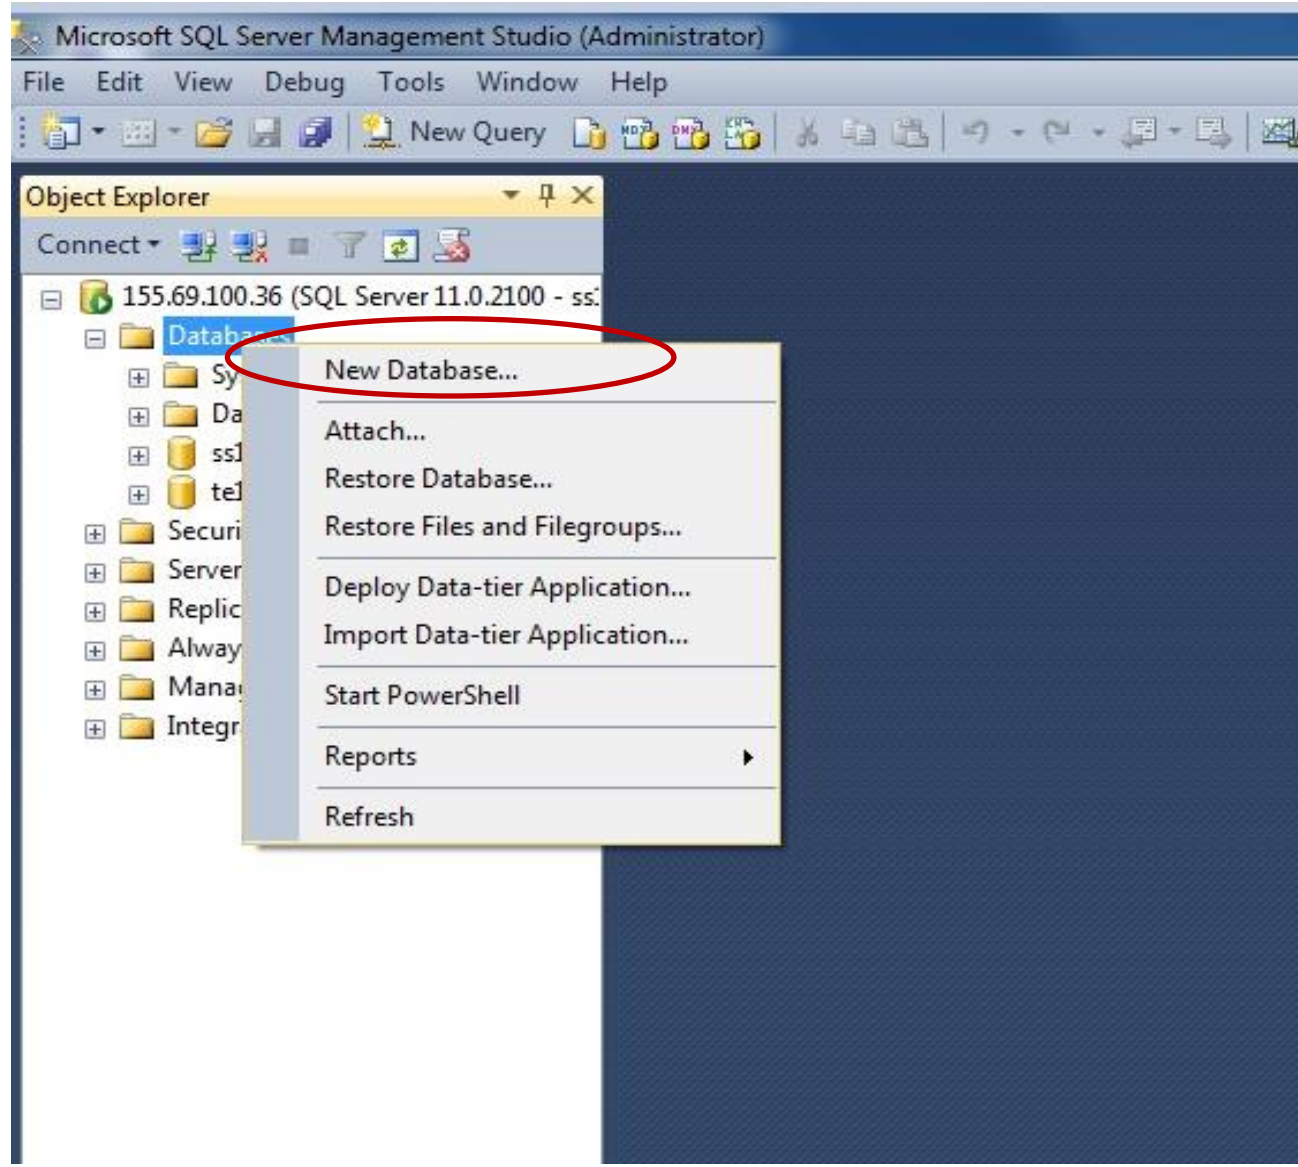 Microsoft SQL Server Management Studio (Administrator)
File Edit View Debug Tools Window Help
New Query
Object Explorer
Connect
155.69.100.36 (SQL Server 11.0.2100 - ss
Databases
New Database...
Sy
Da
Attach...
ss1
Restore Database...
te1
Restore Files and Filegroups...
Securi
Server
Deploy Data-tier Application...
Replic
Import Data-tier Application...
Alway
Mana
Start PowerShell
Integr
Reports
Refresh